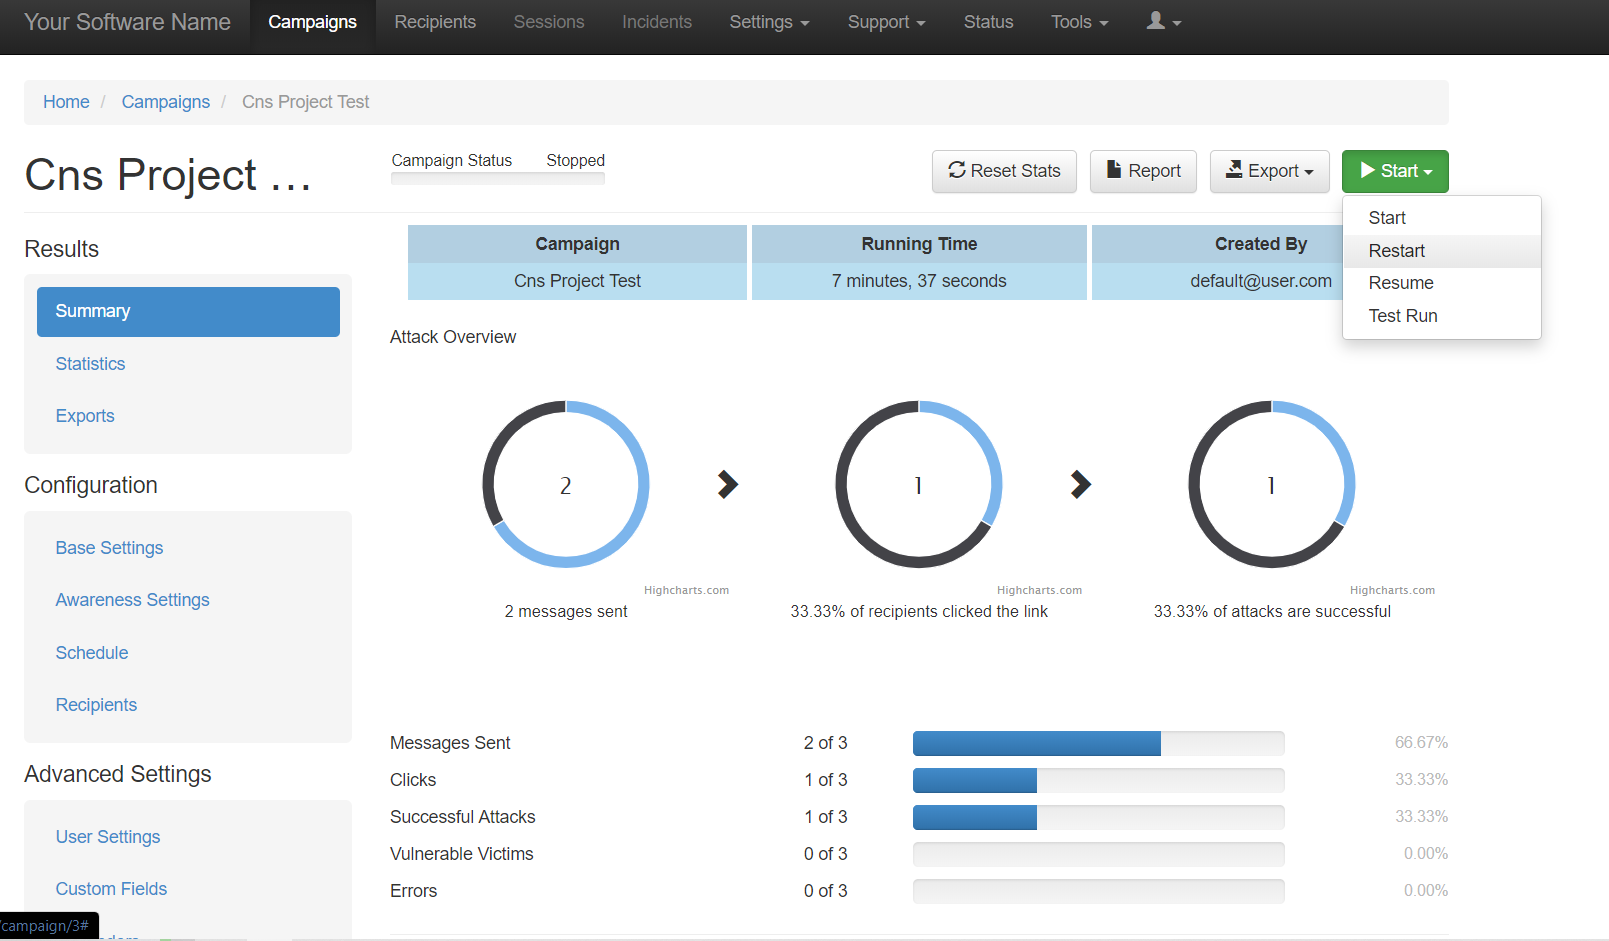 Your Software Name Campaigns Recipients Sessions Incidents Settings Support Status Tools
Home / Campaigns / Cns Project Test
Cns Project ...
Campaign Status Stopped
Reset Stats Report Export Start
Start
Restart
Resume
Test Run
Results
Summary
Statistics
Exports
Configuration
Base Settings
Awareness Settings
Schedule
Recipients
Advanced Settings
User Settings
Custom Fields
/campaign/3#
Campaign Running Time Created By
Cns Project Test 7 minutes, 37 seconds default@user.com
Attack Overview
2 1 1
Highcharts.com Highcharts.com Highcharts.com
2 messages sent 33.33% of recipients clicked the link 33.33% of attacks are successful
Messages Sent 2 of 3 66.67%
Clicks 1 of 3 33.33%
Successful Attacks 1 of 3 33.33%
Vulnerable Victims 0 of 3 0.00%
Errors 0 of 3 0.00%